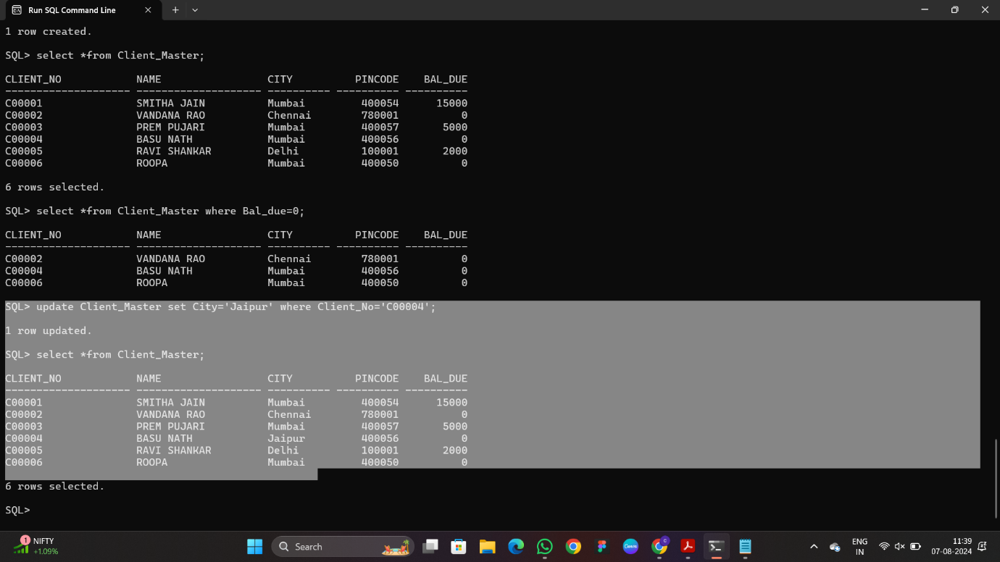 Run SQL Command Line
1 row created.
SQL> select *from Client_Master;
CLIENT_NO NAME CITY PINCODE BAL_DUE
-------------------- -------------------- ---------- ---------- ----------
C00001 SMITHA JAIN Mumbai 400054 15000
C00002 VANDANA RAO Chennai 780001 0
C00003 PREM PUJARI Mumbai 400057 5000
C00004 BASU NATH Mumbai 400056 0
C00005 RAVI SHANKAR Delhi 100001 2000
C00006 ROOPA Mumbai 400050 0
6 rows selected.
SQL> select *from Client_Master where Bal_due=0;
CLIENT_NO NAME CITY PINCODE BAL_DUE
-------------------- -------------------- ---------- ---------- ----------
C00002 VANDANA RAO Chennai 780001 0
C00004 BASU NATH Mumbai 400056 0
C00006 ROOPA Mumbai 400050 0
SQL> update Client_Master set City='Jaipur' where Client_No='C00004';
1 row updated.
SQL> select *from Client_Master;
CLIENT_NO NAME CITY PINCODE BAL_DUE
-------------------- -------------------- ---------- ---------- ----------
C00001 SMITHA JAIN Mumbai 400054 15000
C00002 VANDANA RAO Chennai 780001 0
C00003 PREM PUJARI Mumbai 400057 5000
C00004 BASU NATH Jaipur 400056 0
C00005 RAVI SHANKAR Delhi 100001 2000
C00006 ROOPA Mumbai 400050 0
6 rows selected.
SQL>
1 NIFTY
+1.09%
Search
Canva
C
ENG
IN
11:39
07-08-2024